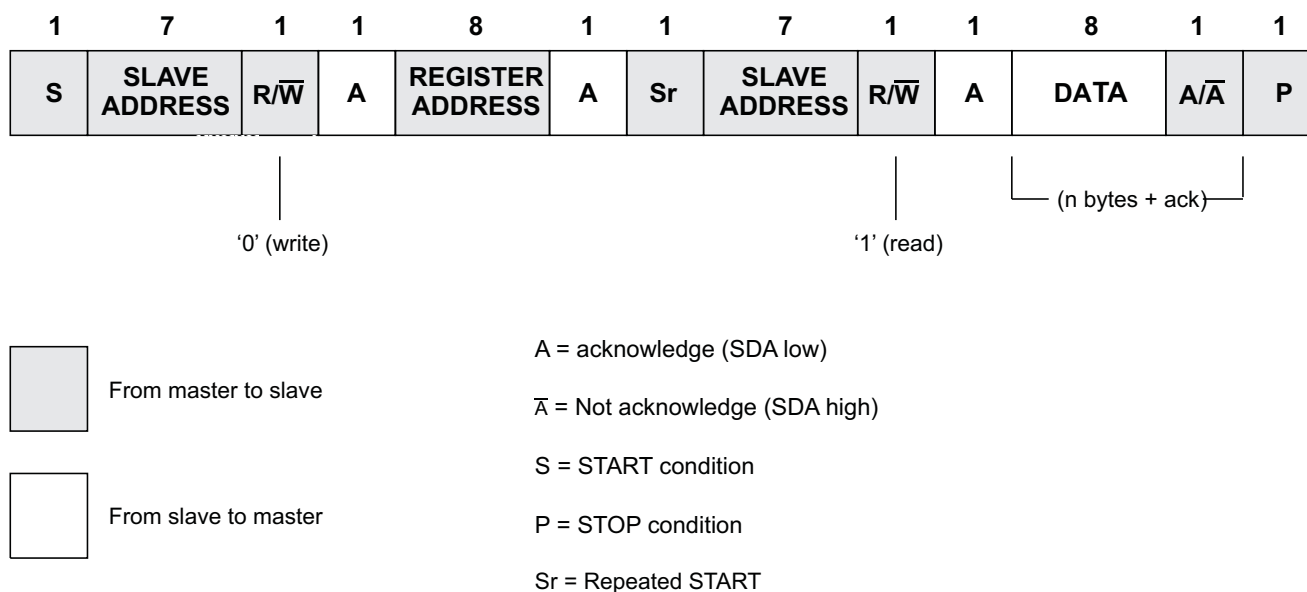 1 7 1 1 8 1 1 7 1 1 8 1 1
S SLAVE ADDRESS R/W̅ A REGISTER ADDRESS A Sr SLAVE ADDRESS R/W̅ A DATA A/A̅ P
(n bytes + ack)
‘0’ (write) ‘1’ (read)
A = acknowledge (SDA low)
From master to slave
A̅ = Not acknowledge (SDA high)
S = START condition
From slave to master
P = STOP condition
Sr = Repeated START